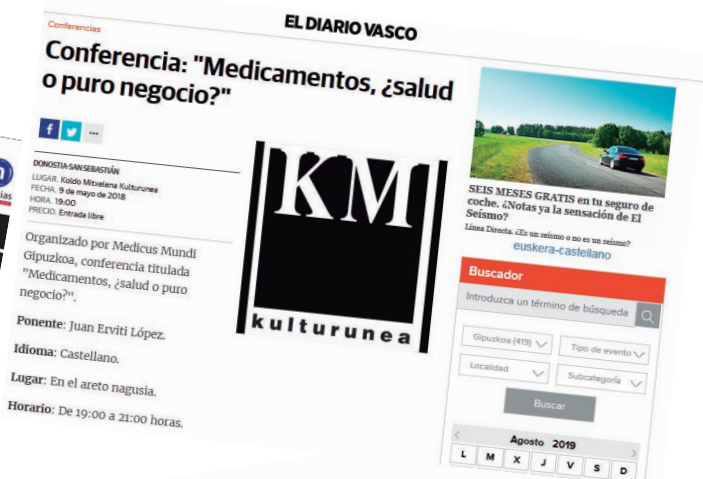 EL DIARIO VASCO
Conferencias
Conferencia: "Medicamentos, ¿salud
o puro negocio?"
DONOSTIA-SAN SEBASTIÁN
LUGAR. Koldo Mitxelena Kulturunea
FECHA. 9 de mayo de 2018
HORA. 19:00
PRECIO. Entrada libre
Organizado por Medicus Mundi
Gipuzkoa, conferencia titulada
"Medicamentos, ¿salud o puro
negocio?".
Ponente: Juan Erviti López.
Idioma: Castellano.
Lugar: En el areto nagusia.
Horario: De 19:00 a 21:00 horas.
KM
kulturunea
SEIS MESES GRATIS en tu seguro de
coche. ¿Notas ya la sensación de El
Seísmo?
Línea Directa. ¿Es un seísmo o no es un seísmo?
euskera-castellano
Buscador
Introduzca un término de búsqueda
Gipuzkoa (419)
Tipo de evento
Localidad
Subcategoría
Buscar
Agosto 2019
L M X J V S D